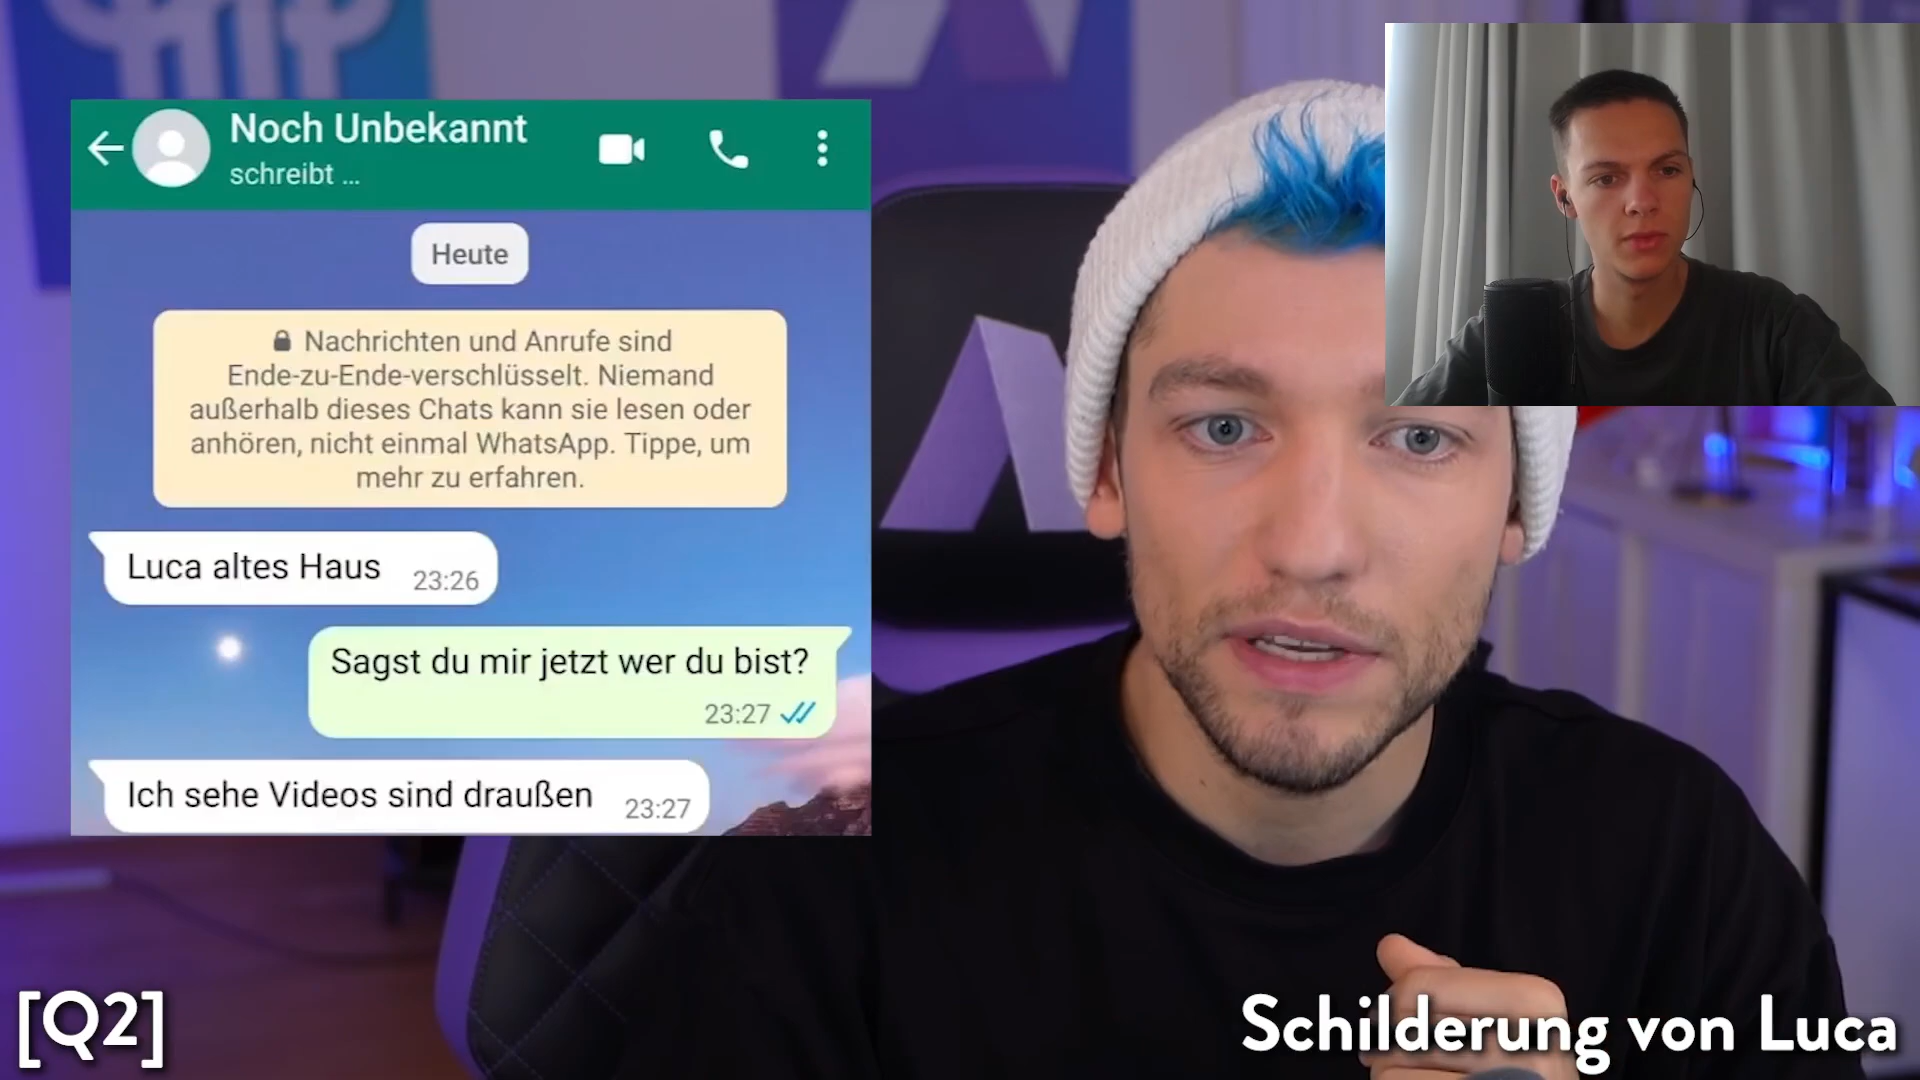 Noch Unbekannt
schreibt ...
Heute
Nachrichten und Anrufe sind
Ende-zu-Ende-verschlüsselt. Niemand
außerhalb dieses Chats kann sie lesen oder
anhören, nicht einmal WhatsApp. Tippe, um
mehr zu erfahren.
Luca altes Haus
23:26
Sagst du mir jetzt wer du bist?
23:27
Ich sehe Videos sind draußen
23:27
[Q2]
Schilderung von Luca